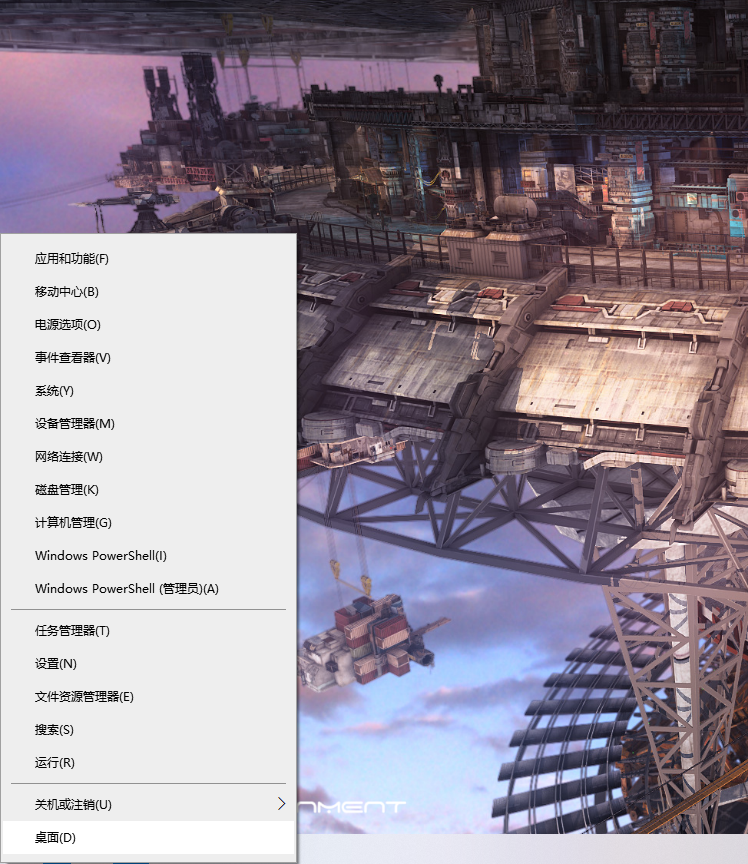 应用和功能(F)
移动中心(B)
电源选项(O)
事件查看器(V)
系统(Y)
设备管理器(M)
网络连接(W)
磁盘管理(K)
计算机管理(G)
Windows PowerShell(I)
Windows PowerShell (管理员)(A)
任务管理器(T)
设置(N)
文件资源管理器(E)
搜索(S)
运行(R)
关机或注销(U)
桌面(D)